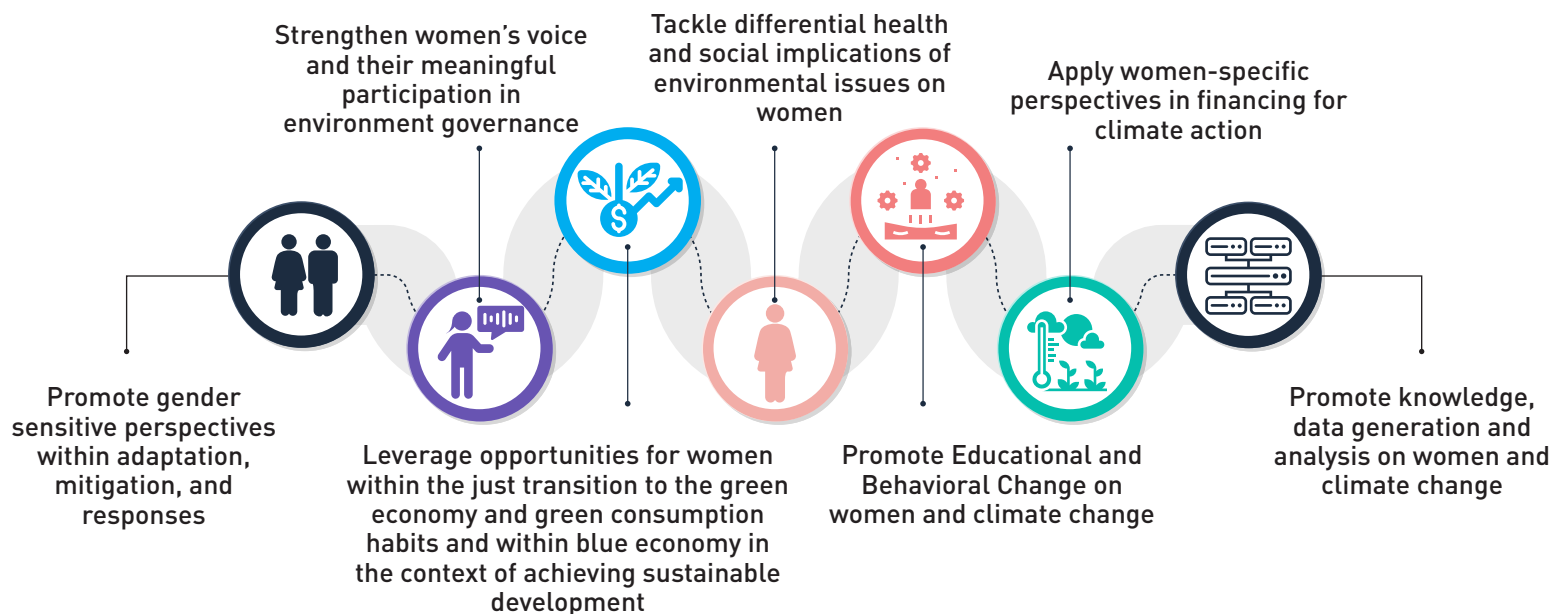 Promote gender
sensitive perspectives
within adaptation,
mitigation, and
responses
Strengthen women’s voice
and their meaningful
participation in
environment governance
$
Leverage opportunities for women
within the just transition to the green
economy and green consumption
habits and within blue economy in
the context of achieving sustainable
development
Tackle differential health
and social implications of
environmental issues on
women
Promote Educational and
Behavioral Change on
women and climate change
Apply women-specific
perspectives in financing for
climate action
Promote knowledge,
data generation and
analysis on women and
climate change